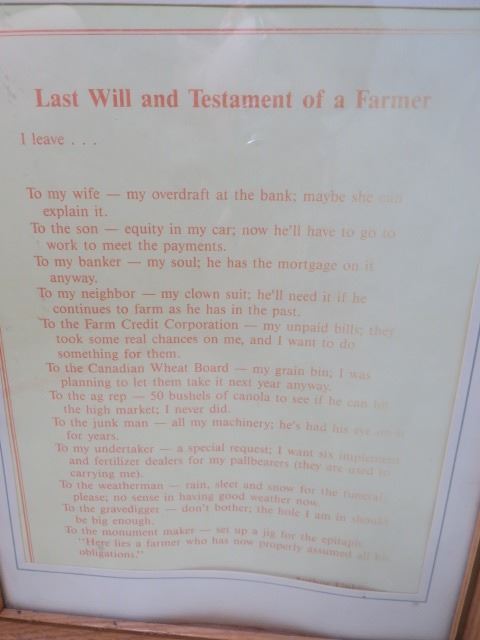 Last Will and Testament of a Farmer
I leave . . .
To my wife — my overdraft at the bank; maybe she can
explain it.
To the son — equity in my car; now he'll have to go to
work to meet the payments.
To my banker — my soul; he has the mortgage on it
anyway.
To my neighbor — my clown suit; he'll need it if he
continues to farm as he has in the past.
To the Farm Credit Corporation — my unpaid bills; they
took some real chances on me, and I want to do
something for them.
To the Canadian Wheat Board — my grain bin; I was
planning to let them take it next year anyway.
To the ag rep — 50 bushels of canola to see if he can hit
the high market; I never did.
To the junk man — all my machinery; he's had his eye on it
for years.
To my undertaker — a special request; I want six implement
and fertilizer dealers for my pallbearers (they are used to
carrying me).
To the weatherman — rain, sleet and snow for the funeral,
please; no sense in having good weather now.
To the gravedigger — don't bother; the hole I am in should
be big enough.
To the monument maker — set up a jig for the epitaph:
"Here lies a farmer who has now properly assumed all his
obligations."